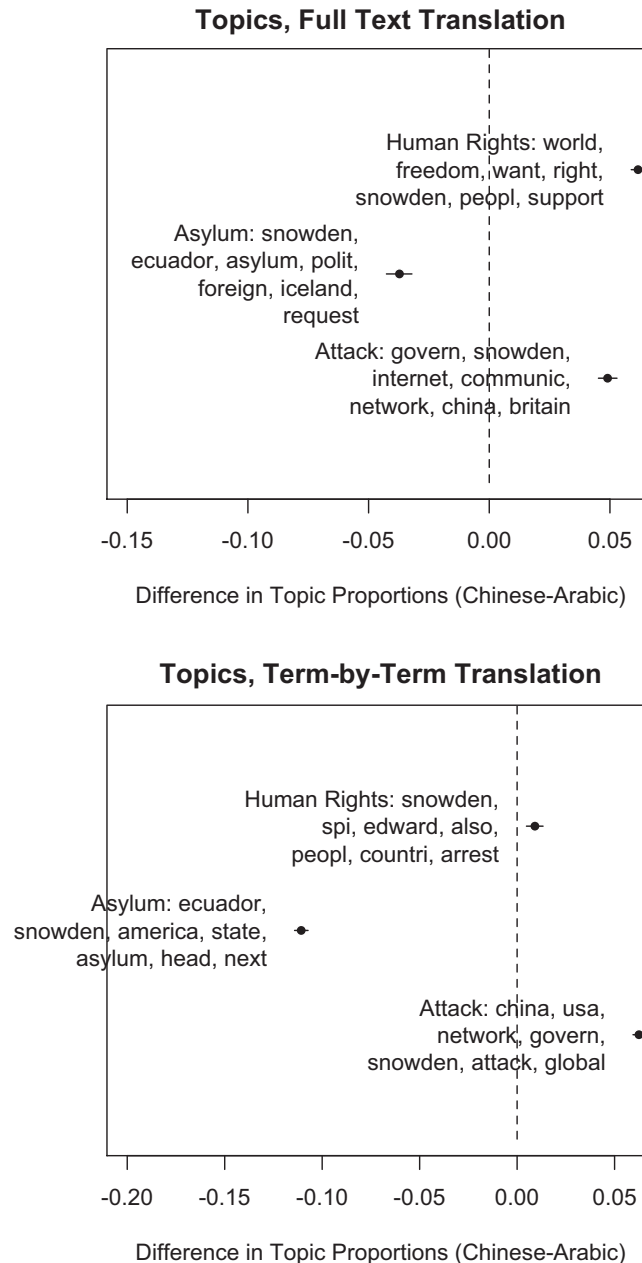 Topics, Full Text Translation
Human Rights: world,
freedom, want, right,
snowden, peopl, support
Asylum: snowden,
ecuador, asylum, polit,
foreign, iceland,
request
Attack: govern, snowden,
internet, communic,
network, china, britain
-0.15 -0.10 -0.05 0.00 0.05
Difference in Topic Proportions (Chinese-Arabic)
Topics, Term-by-Term Translation
Human Rights: snowden,
spi, edward, also,
peopl, countri, arrest
Asylum: ecuador,
snowden, america, state,
asylum, head, next
Attack: china, usa,
network, govern,
snowden, attack, global
-0.20 -0.15 -0.10 -0.05 0.00 0.05
Difference in Topic Proportions (Chinese-Arabic)